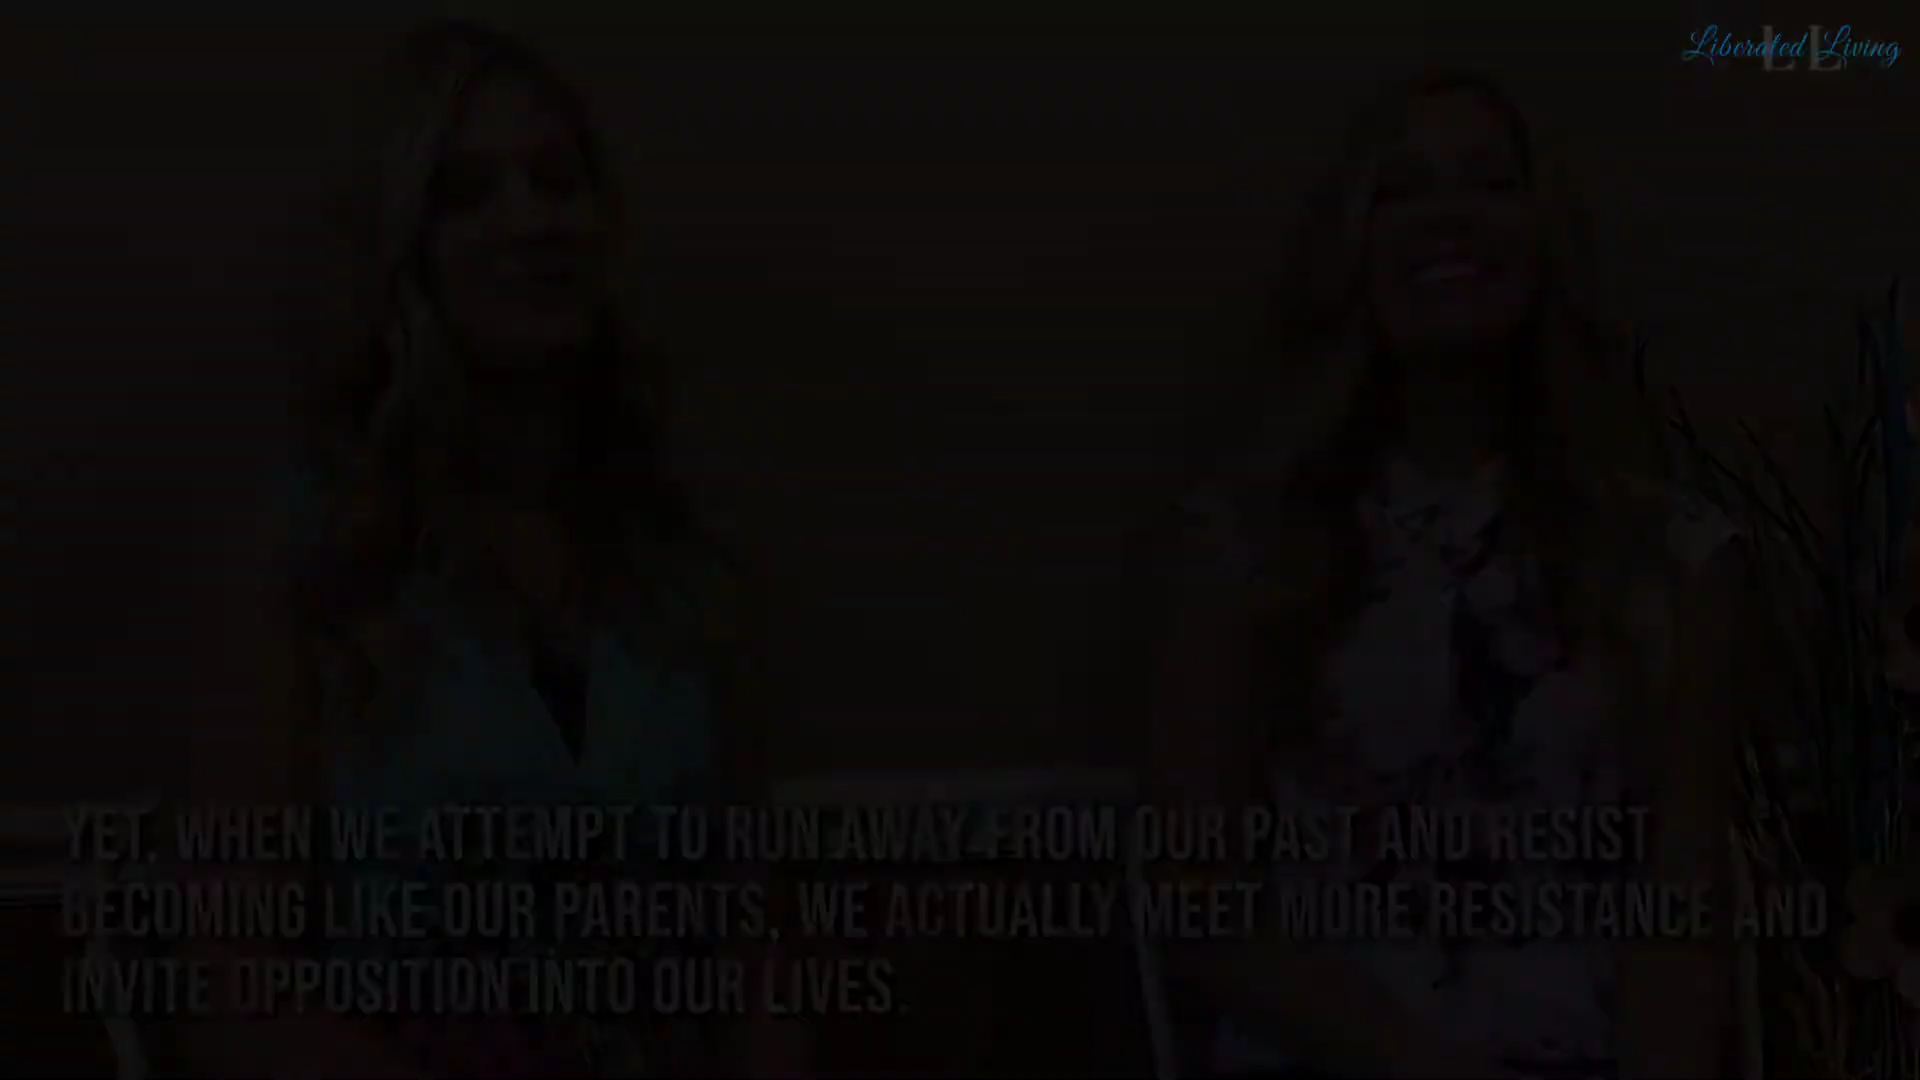 Liberated Living
LL
YET, WHEN WE ATTEMPT TO RUN AWAY FROM OUR PAST AND RESIST
BECOMING LIKE OUR PARENTS, WE ACTUALLY MEET MORE RESISTANCE AND
INVITE OPPOSITION INTO OUR LIVES.